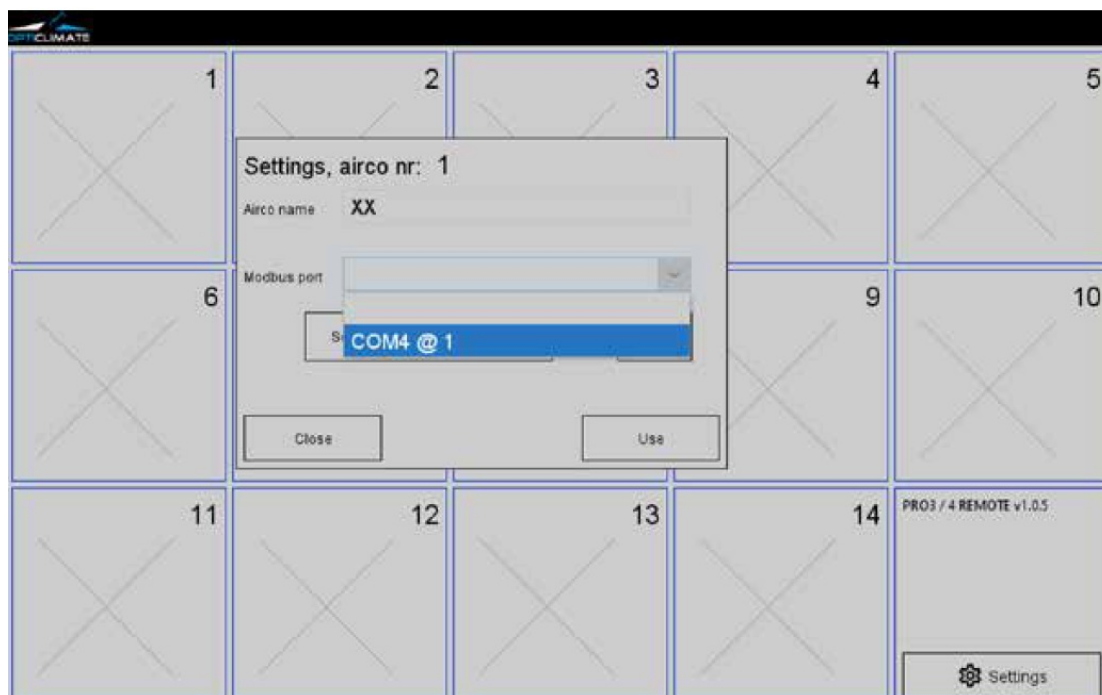 OPTICLIMATE
1
2
3
4
5
Settings, airco nr: 1
Airco name XX
Modbus port
COM4 @ 1
Close
Use
6
9
10
11
12
13
14
PRO3 / 4 REMOTE v1.0.5
Settings